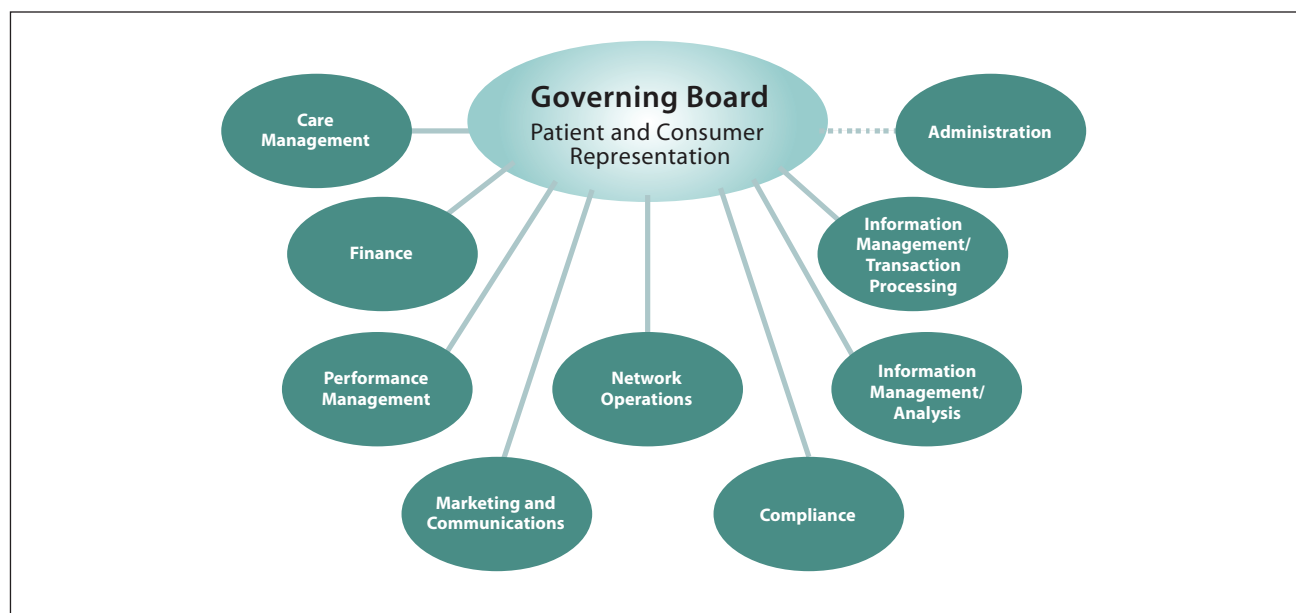 Governing Board
Patient and Consumer
Representation
Care
Management
Administration
Finance
Information
Management/
Transaction
Processing
Performance
Management
Network
Operations
Information
Management/
Analysis
Marketing and
Communications
Compliance